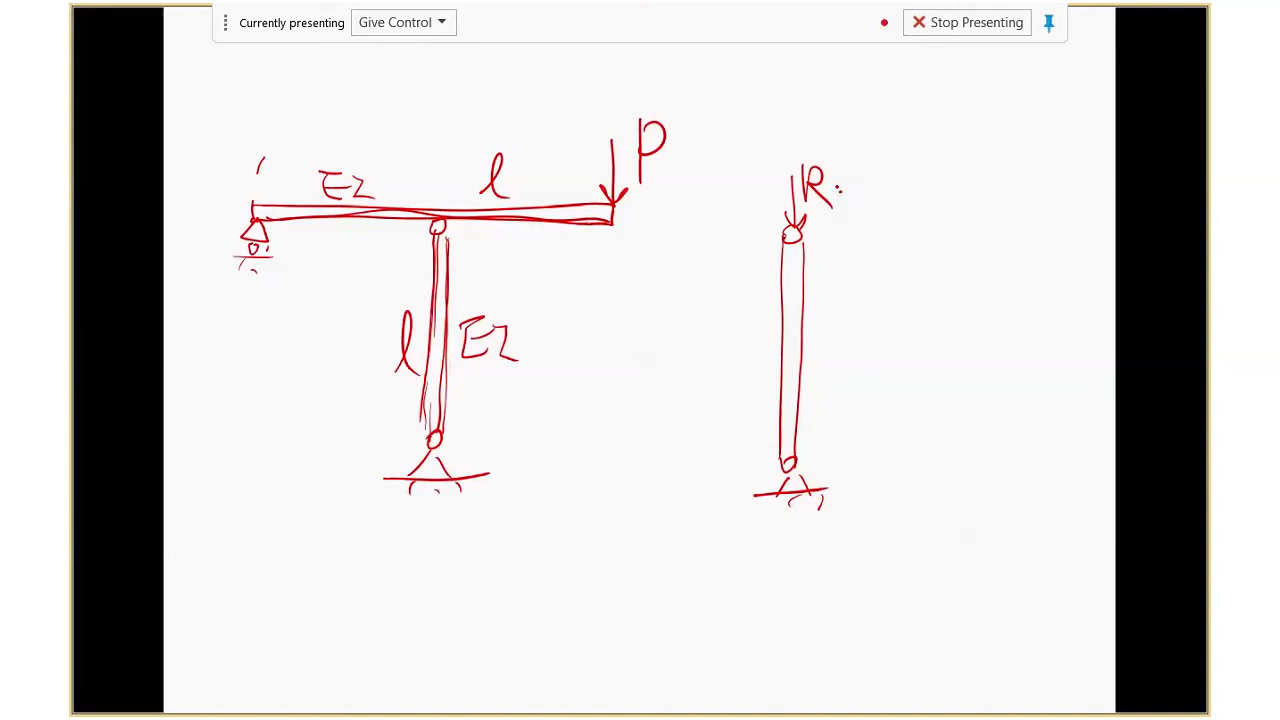 Currently presenting
Give Control
Stop Presenting
P
l
EI
R
l
EI